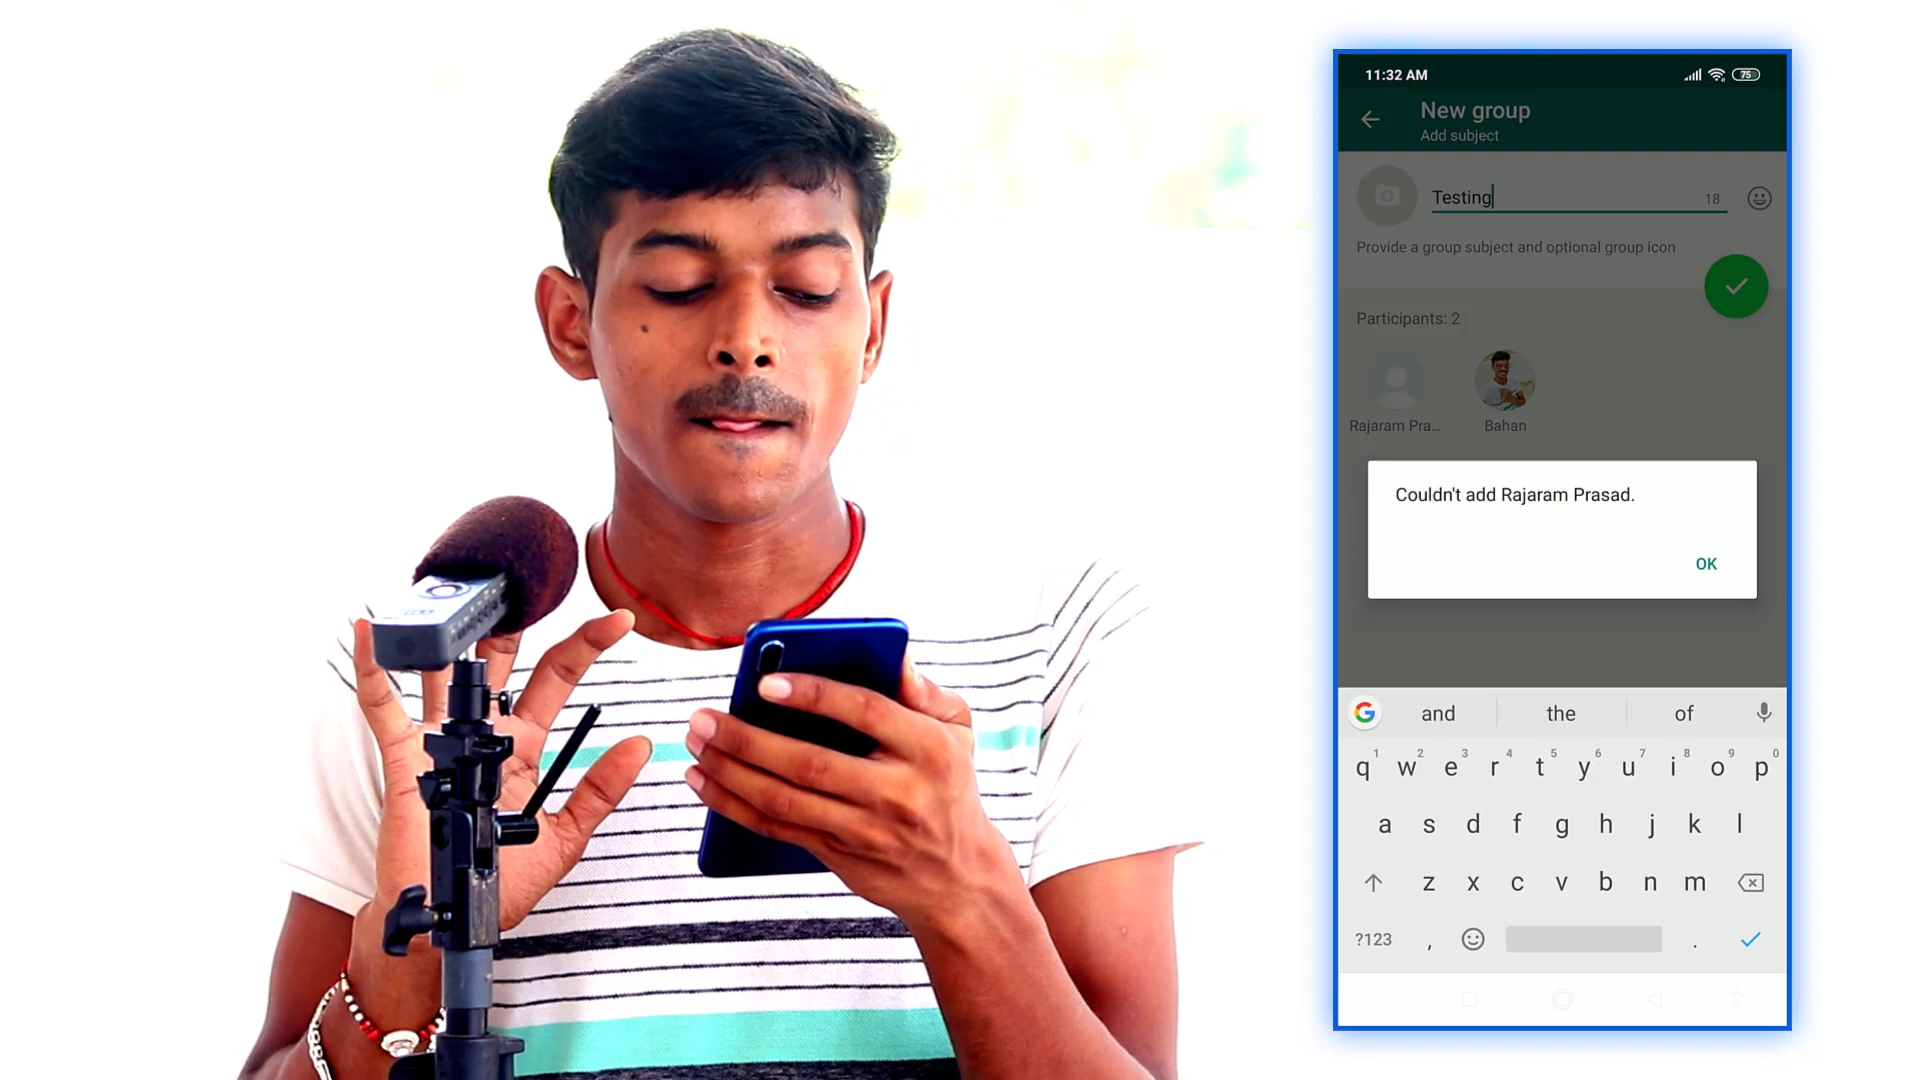 11:32 AM
75
New group
Add subject
Testing
18
Provide a group subject and optional group icon
Participants: 2
Rajaram Pra...
Bahan
Couldn't add Rajaram Prasad.
OK
G and the of
1 2 3 4 5 6 7 8 9 0
q w e r t y u i o p
a s d f g h j k l
z x c v b n m
?123 , .